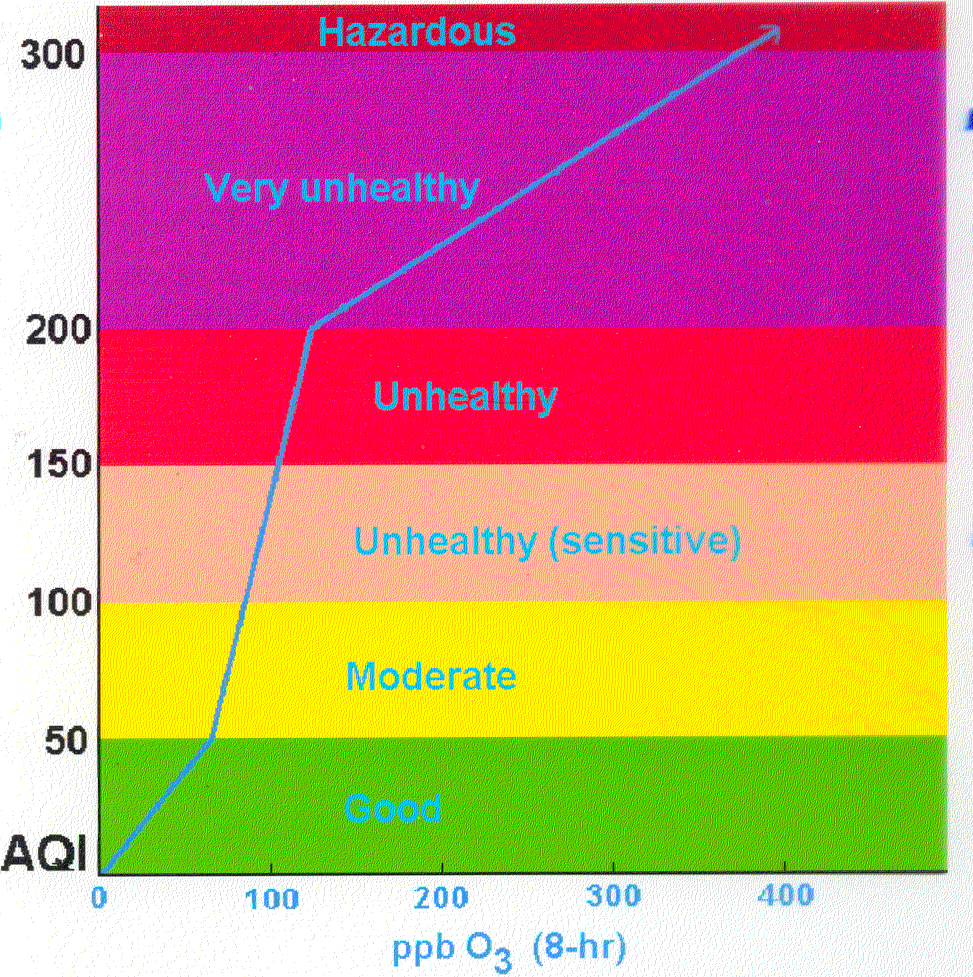 Hazardous
300
Very unhealthy
200
Unhealthy
150
Unhealthy (sensitive)
100
Moderate
50
Good
AQI
0 100 200 300 400
ppb O3 (8-hr)